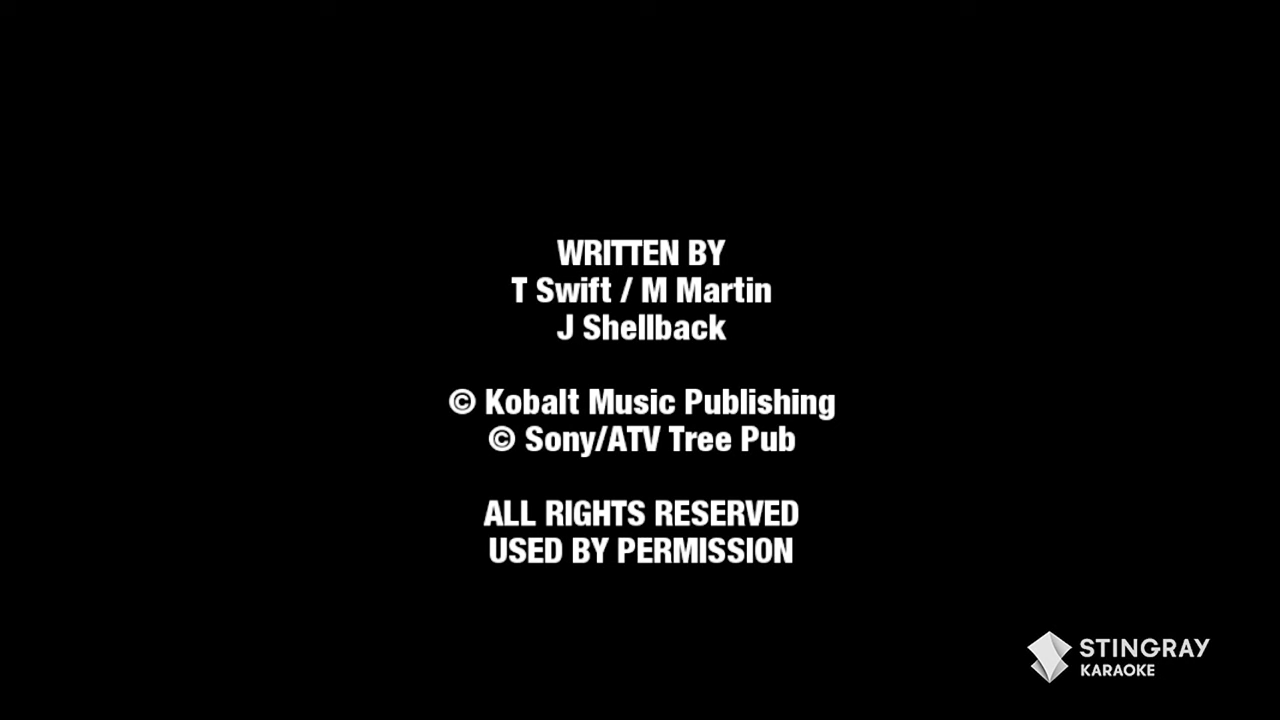 WRITTEN BY
T Swift / M Martin
J Shellback
© Kobalt Music Publishing
© Sony/ATV Tree Pub
ALL RIGHTS RESERVED
USED BY PERMISSION
STINGRAY
KARAOKE